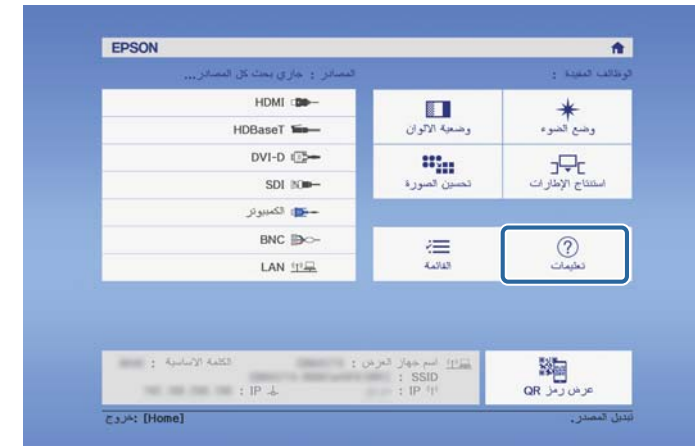 EPSON
الوظائف المفيدة :
المصادر : جاري بحث كل المصادر...
HDMI
HDBaseT
DVI-D
SDI
الكمبيوتر
BNC
LAN
وضع الضوء
وضعية الألوان
استنتاج الإطارات
تحسين الصورة
تعليمات
القائمة
اسم جهاز العرض :
الكلمة الأساسية :
SSID :
IP :
IP :
عرض رمز QR
تبديل المصدر.
[Home] :خروج